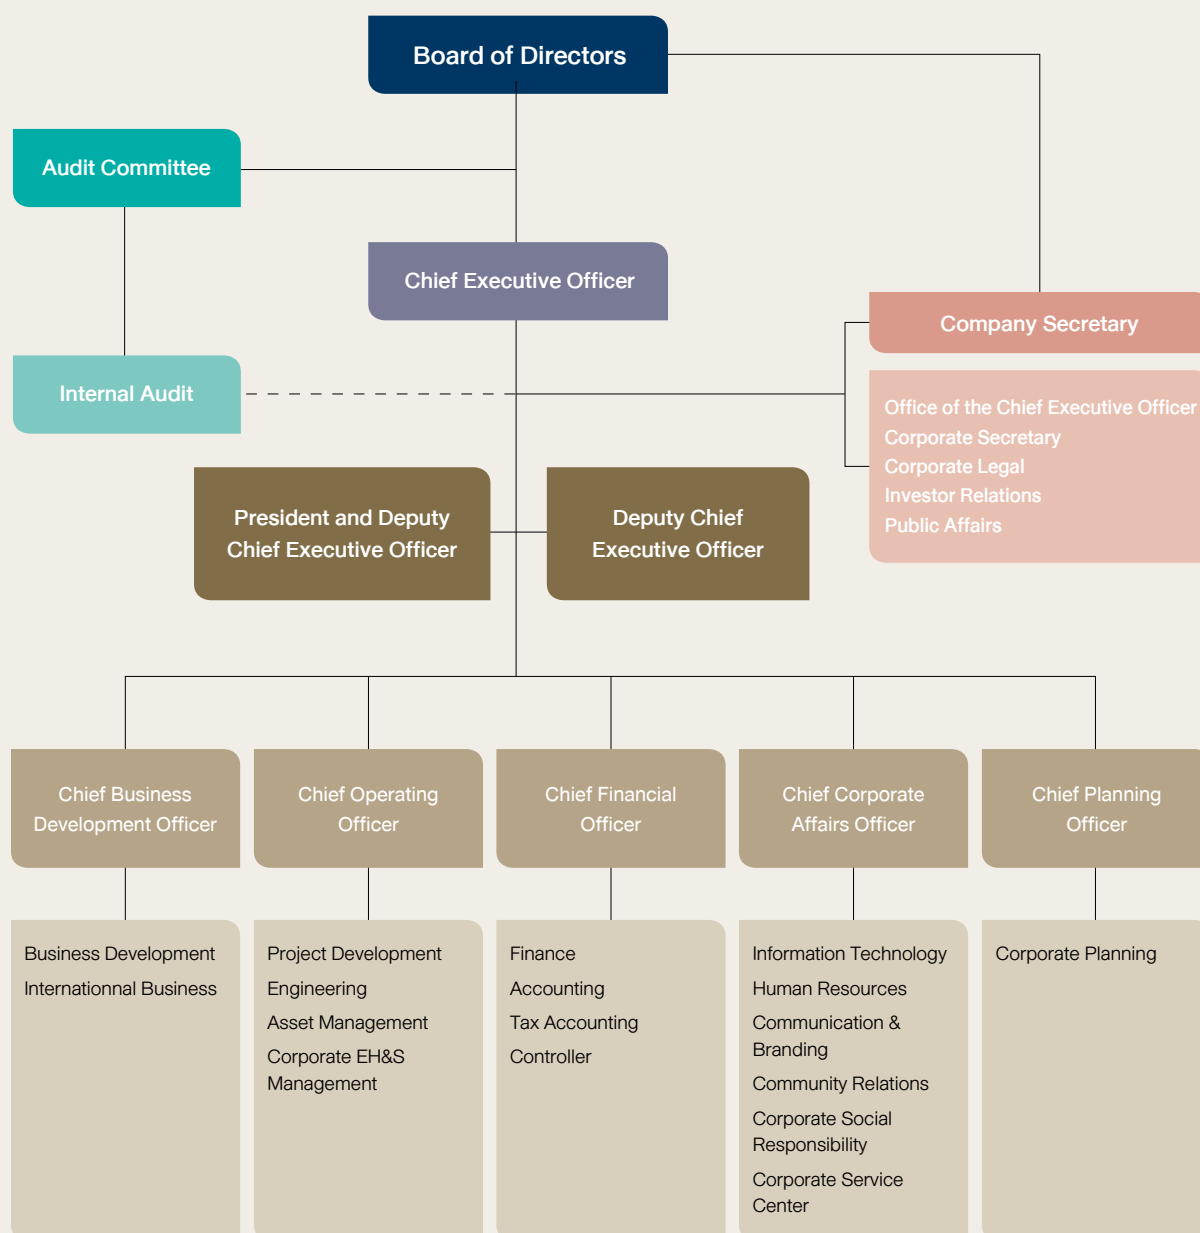 Board of Directors
Audit Committee
Chief Executive Officer
Company Secretary
Internal Audit
Office of the Chief Executive Officer
Corporate Secretary
Corporate Legal
Investor Relations
Public Affairs
President and Deputy
Chief Executive Officer
Deputy Chief
Executive Officer
Chief Business
Development Officer
Chief Operating
Officer
Chief Financial
Officer
Chief Corporate
Affairs Officer
Chief Planning
Officer
Business Development
Internationnal Business
Project Development
Engineering
Asset Management
Corporate EH&S
Management
Finance
Accounting
Tax Accounting
Controller
Information Technology
Human Resources
Communication &
Branding
Community Relations
Corporate Social
Responsibility
Corporate Service
Center
Corporate Planning